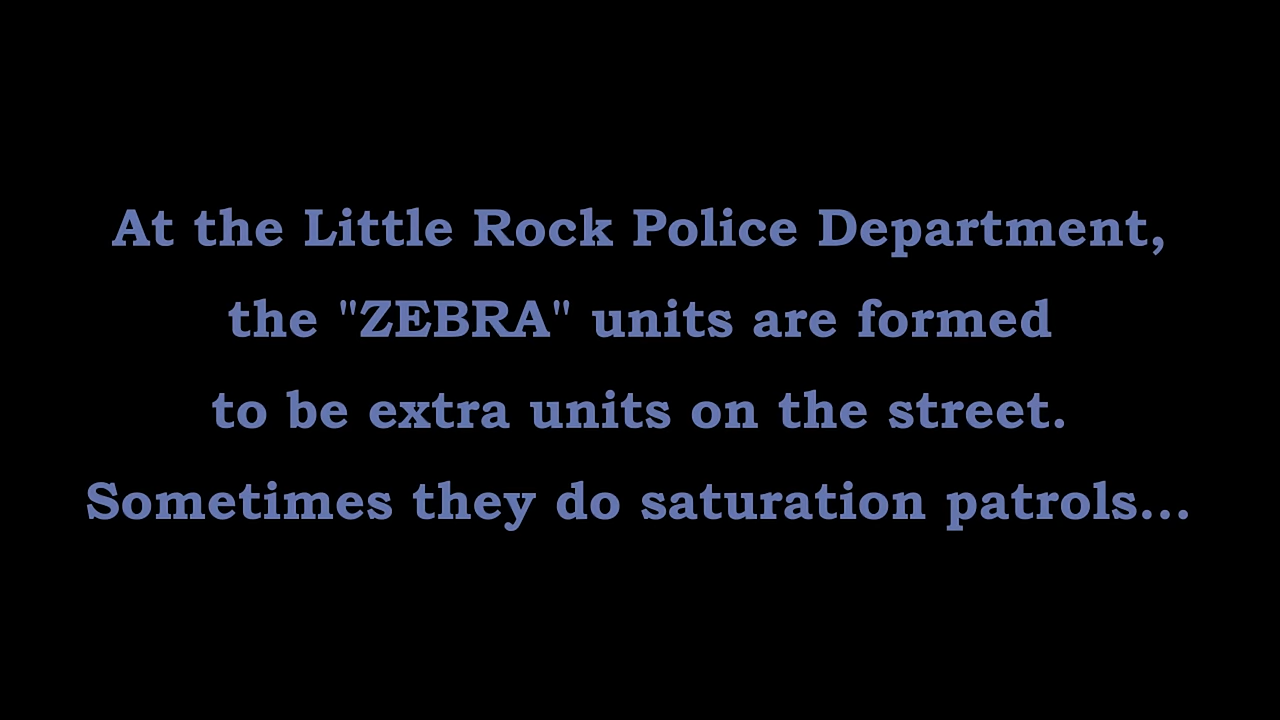 At the Little Rock Police Department,
the "ZEBRA" units are formed
to be extra units on the street.
Sometimes they do saturation patrols...